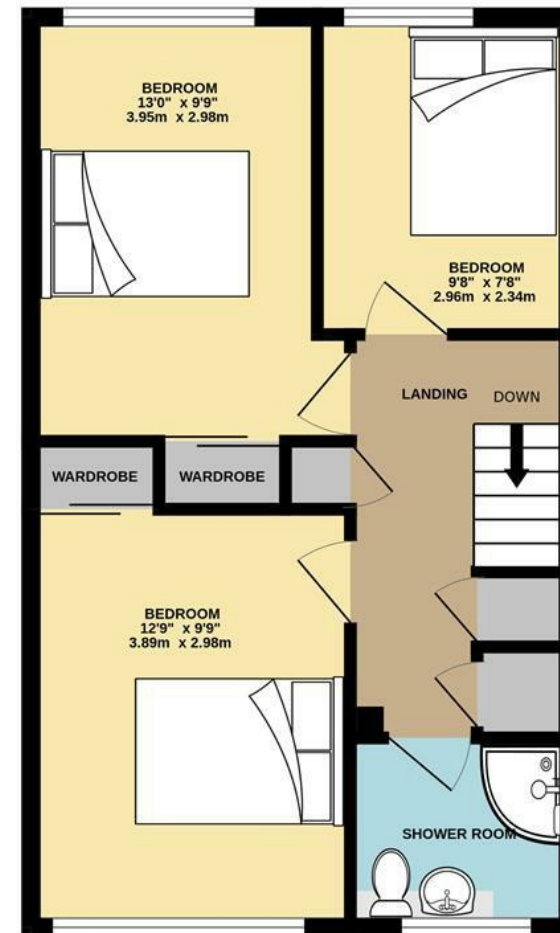 BEDROOM
13'0" x 9'9"
3.95m x 2.98m
BEDROOM
9'8" x 7'8"
2.96m x 2.34m
LANDING
DOWN
WARDROBE
WARDROBE
BEDROOM
12'9" x 9'9"
3.89m x 2.98m
SHOWER ROOM